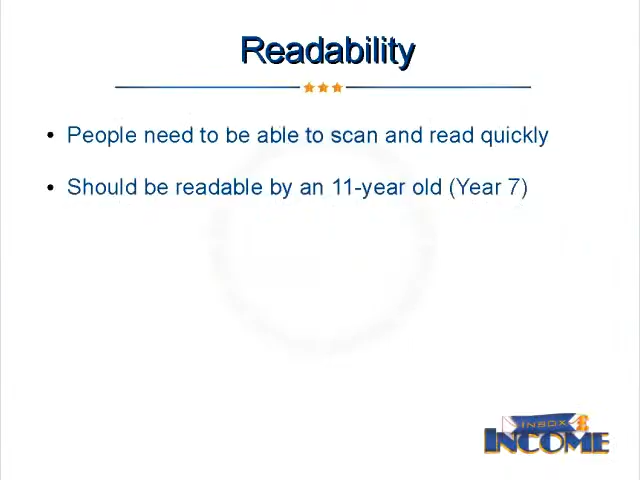 Readability
• People need to be able to scan and read quickly
• Should be readable by an 11-year old (Year 7)
INBOX
INCOME